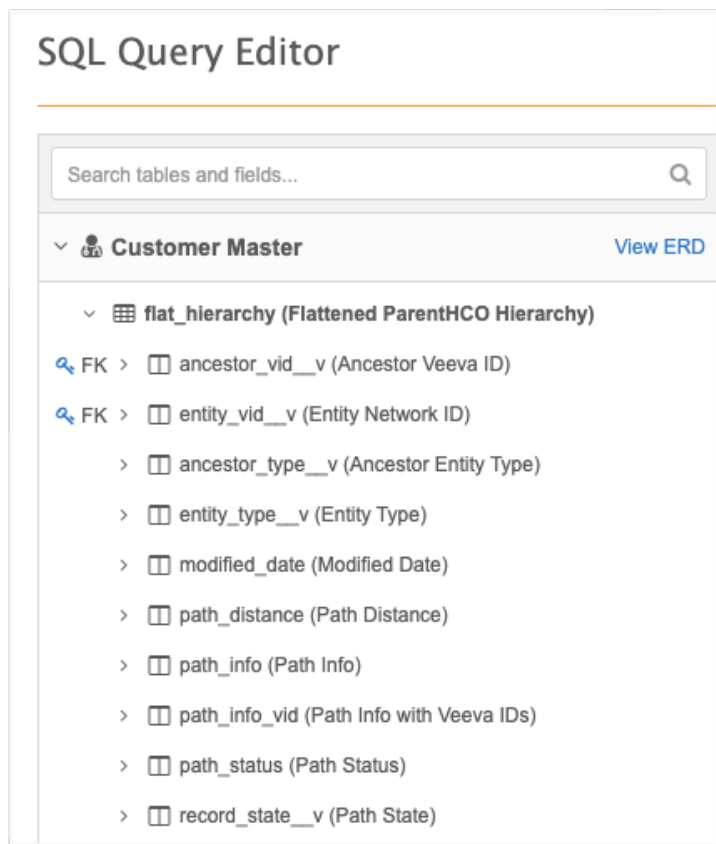 SQL Query Editor
Search tables and fields...
Customer Master View ERD
flat_hierarchy (Flattened ParentHCO Hierarchy)
FK ancestor_vid__v (Ancestor Veeva ID)
FK entity_vid__v (Entity Network ID)
ancestor_type__v (Ancestor Entity Type)
entity_type__v (Entity Type)
modified_date (Modified Date)
path_distance (Path Distance)
path_info (Path Info)
path_info_vid (Path Info with Veeva IDs)
path_status (Path Status)
record_state__v (Path State)